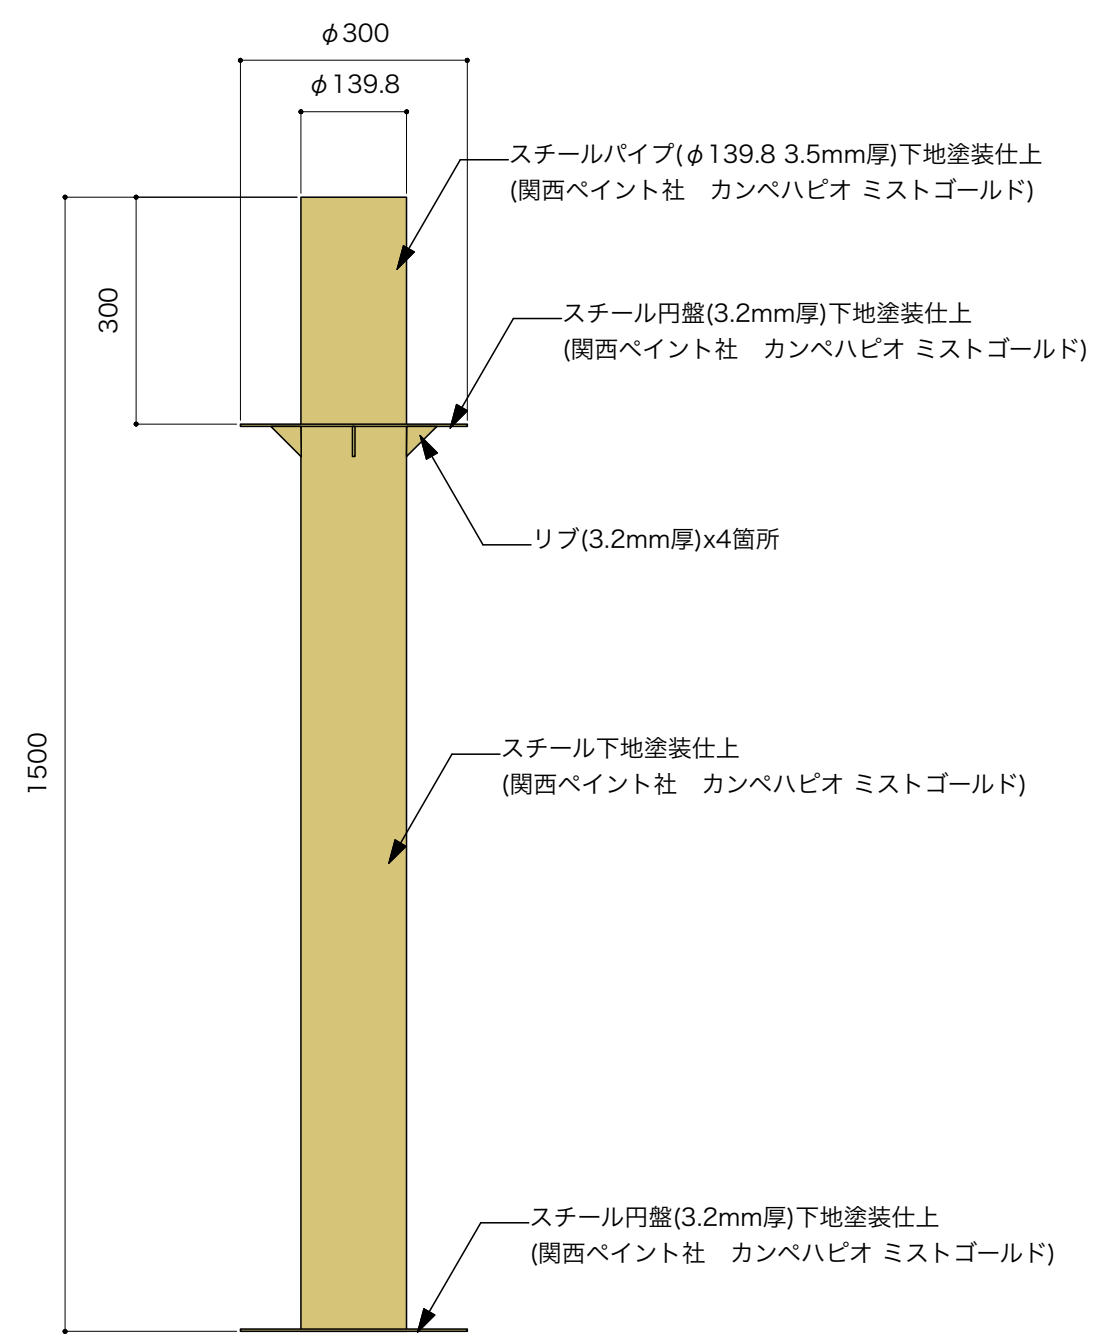 φ300
φ139.8
スチールパイプ(φ139.8 3.5mm厚)下地塗装仕上
(関西ペイント社　カンペハピオ ミストゴールド)
300
スチール円盤(3.2mm厚)下地塗装仕上
(関西ペイント社　カンペハピオ ミストゴールド)
リブ(3.2mm厚)x4箇所
1500
スチール下地塗装仕上
(関西ペイント社　カンペハピオ ミストゴールド)
スチール円盤(3.2mm厚)下地塗装仕上
(関西ペイント社　カンペハピオ ミストゴールド)